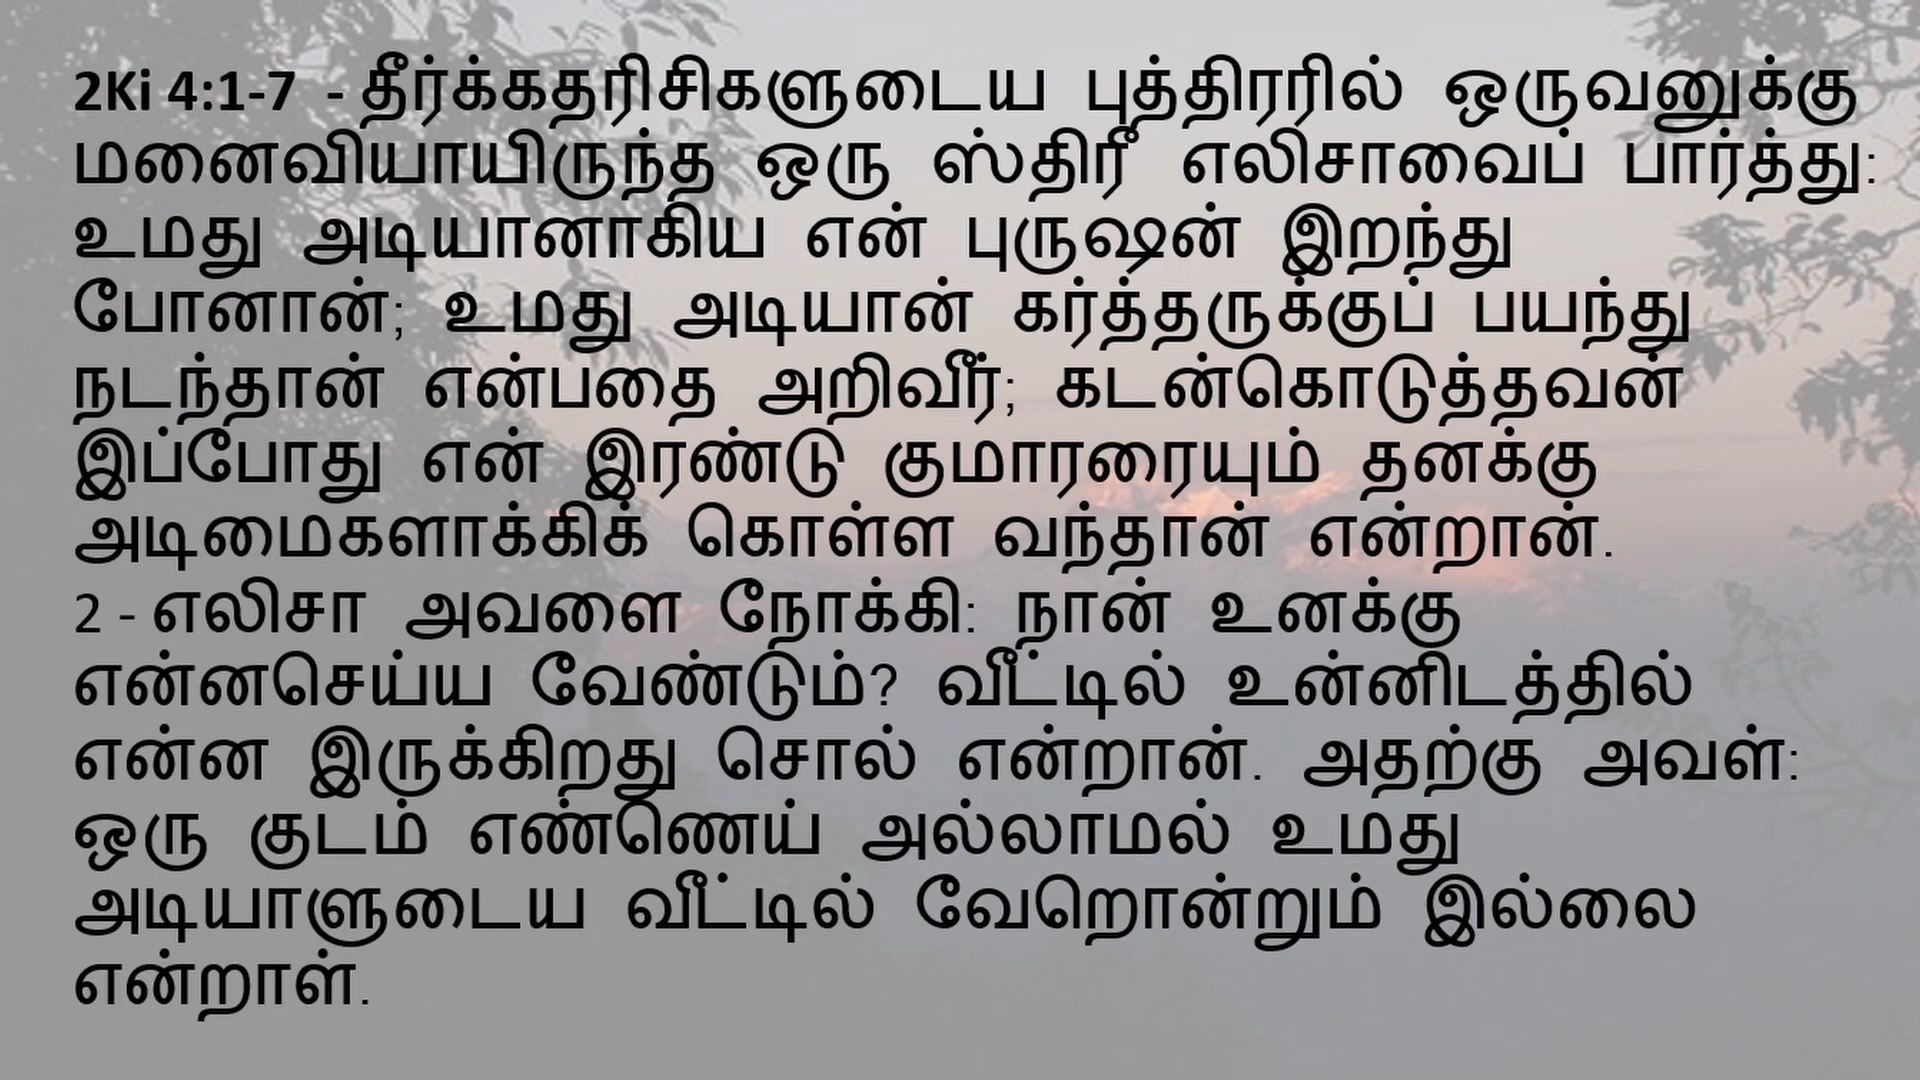 2Ki 4:1-7 - தீர்க்கதரிசிகளுடைய புத்திரரில் ஒருவனுக்கு
மனைவியாயிருந்த ஒரு ஸ்திரீ எலிசாவைப் பார்த்து:
உமது அடியானாகிய என் புருஷன் இறந்து
போனான்; உமது அடியான் கர்த்தருக்குப் பயந்து
நடந்தான் என்பதை அறிவீர்; கடன்கொடுத்தவன்
இப்போது என் இரண்டு குமாரரையும் தனக்கு
அடிமைகளாக்கிக் கொள்ள வந்தான் என்றான்.
2 - எலிசா அவளை நோக்கி: நான் உனக்கு
என்னசெய்ய வேண்டும்? வீட்டில் உன்னிடத்தில்
என்ன இருக்கிறது சொல் என்றான். அதற்கு அவள்:
ஒரு குடம் எண்ணெய் அல்லாமல் உமது
அடியாளுடைய வீட்டில் வேறொன்றும் இல்லை
என்றாள்.